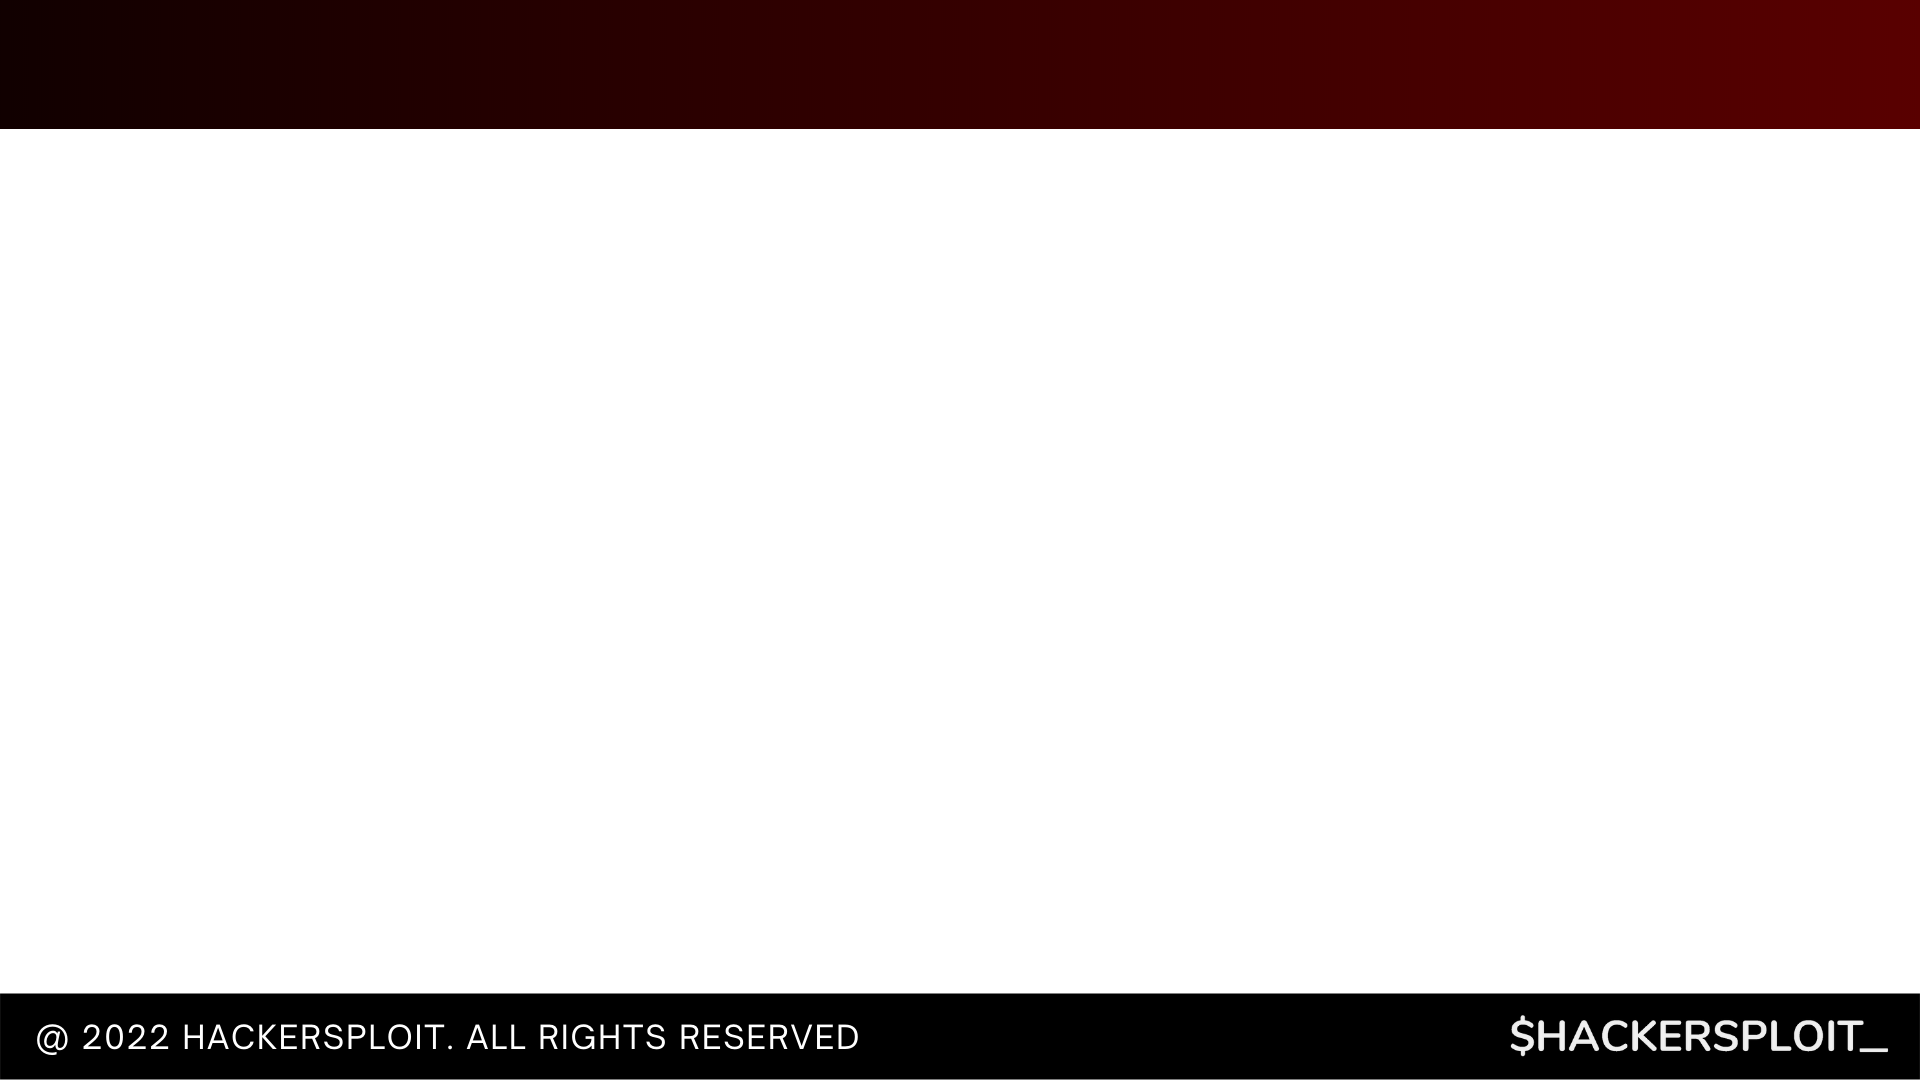 @ 2022 HACKERSPLOIT. ALL RIGHTS RESERVED
$HACKERSPLOIT_